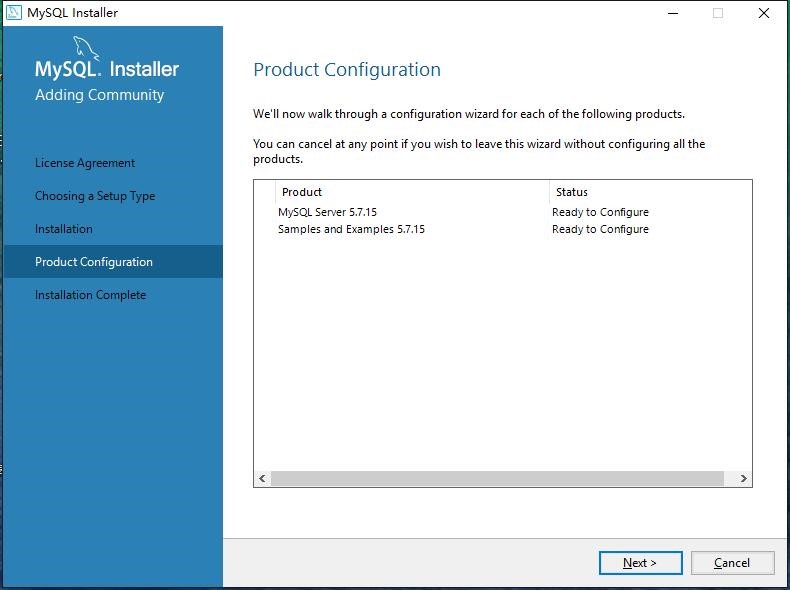 MySQL Installer
MySQL. Installer
Adding Community
License Agreement
Choosing a Setup Type
Installation
Product Configuration
Installation Complete
Product Configuration
We'll now walk through a configuration wizard for each of the following products.
You can cancel at any point if you wish to leave this wizard without configuring all the
products.
Product Status
MySQL Server 5.7.15 Ready to Configure
Samples and Examples 5.7.15 Ready to Configure
Next > Cancel